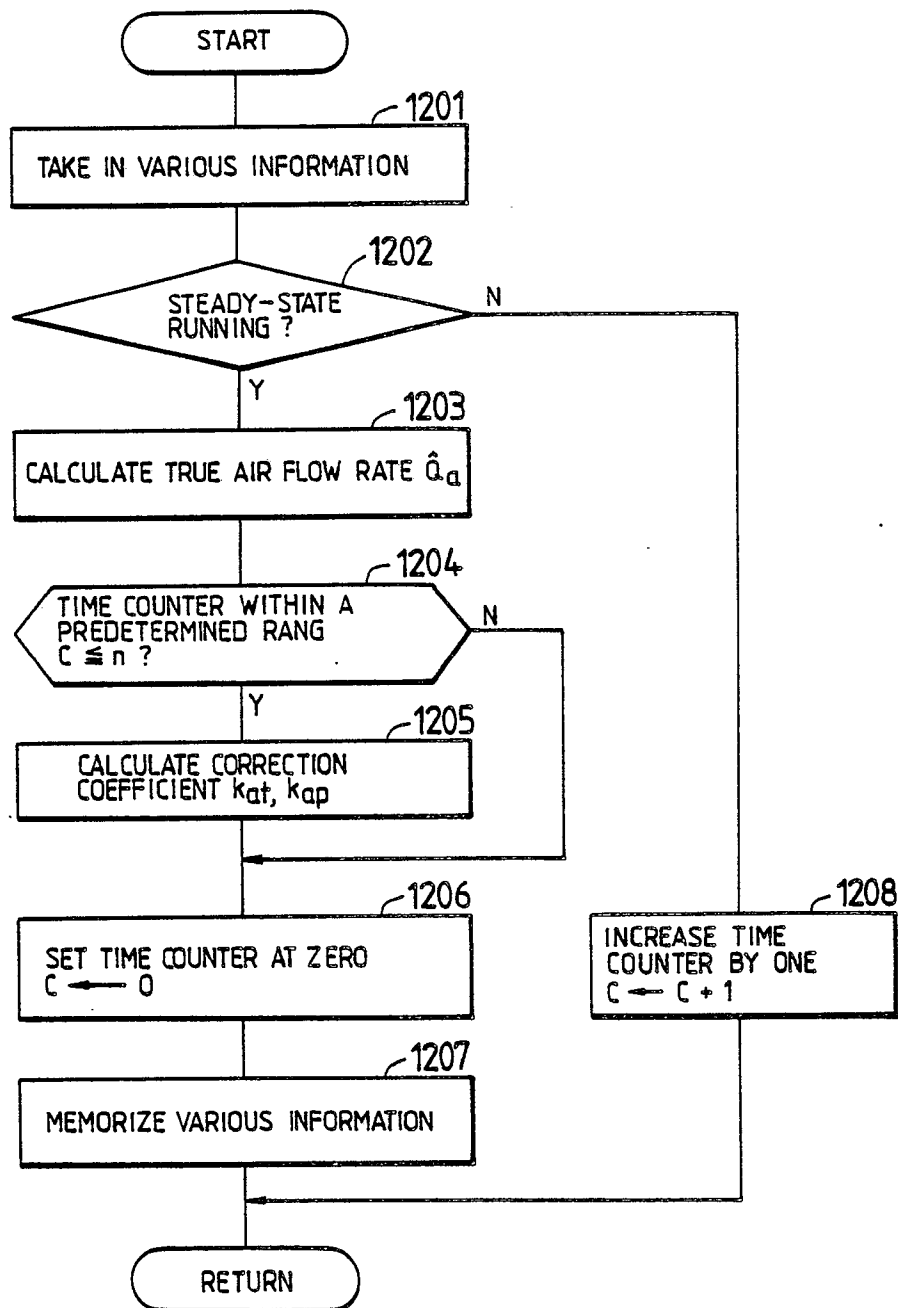 START
1201
TAKE IN VARIOUS INFORMATION
1202
STEADY-STATE
RUNNING ?
N
Y
1203
CALCULATE TRUE AIR FLOW RATE Q̂a
1204
TIME COUNTER WITHIN A
PREDETERMINED RANG
C ≦ n ?
N
Y
1205
CALCULATE CORRECTION
COEFFICIENT kat, kap
1206
SET TIME COUNTER AT ZERO
C ← 0
1208
INCREASE TIME
COUNTER BY ONE
C ← C + 1
1207
MEMORIZE VARIOUS INFORMATION
RETURN